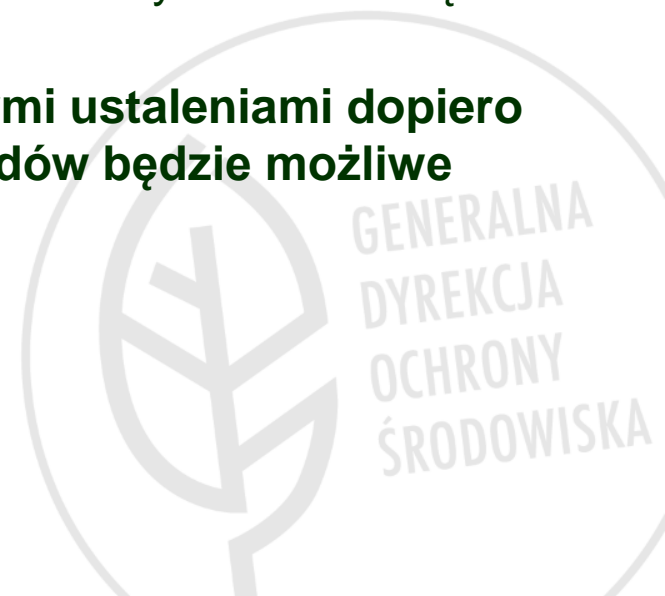 mi ustaleniami dopiero
dów będzie możliwe
GENERALNA
DYREKCJA
OCHRONY
ŚRODOWISKA